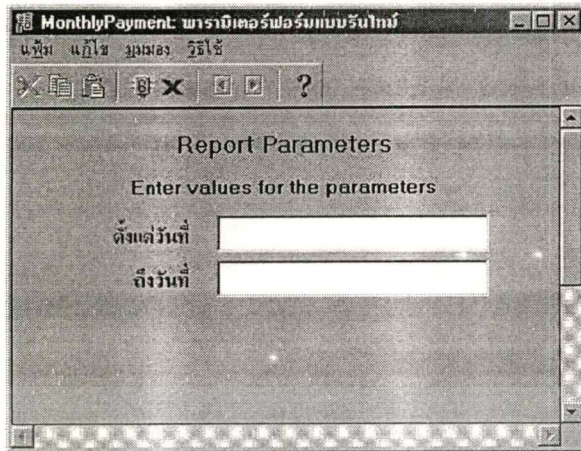 MonthlyPayment: พารามิเตอร์ฟอร์มแบบรันไทม์
แฟ้ม แก้ไข มุมมอง วิธีใช้
Report Parameters
Enter values for the parameters
ตั้งแต่วันที่
ถึงวันที่